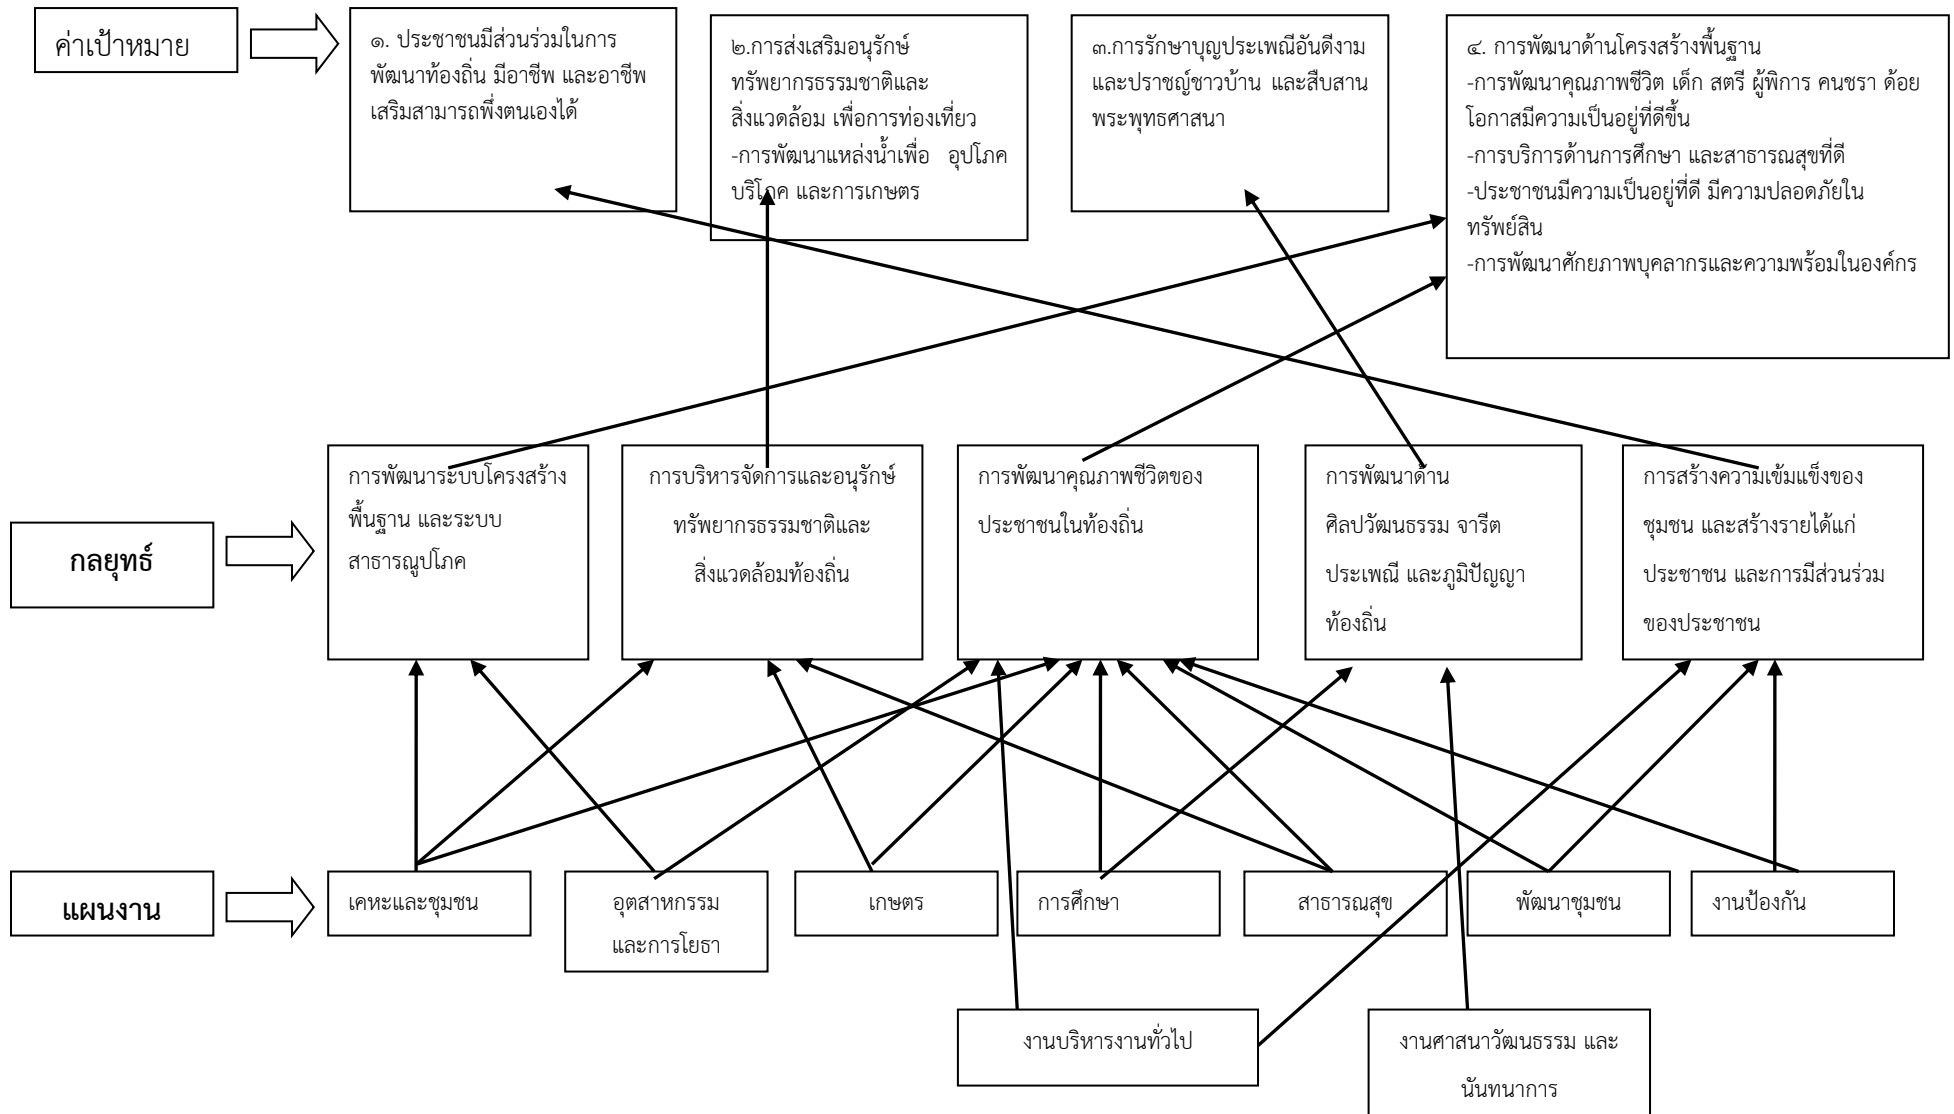 ค่าเป้าหมาย
๑. ประชาชนมีส่วนร่วมในการ
พัฒนาท้องถิ่น มีอาชีพ และอาชีพ
เสริมสามารถพึ่งตนเองได้
๒.การส่งเสริมอนุรักษ์
ทรัพยากรธรรมชาติและ
สิ่งแวดล้อม เพื่อการท่องเที่ยว
-การพัฒนาแหล่งน้ำเพื่อ อุปโภค
บริโภค และการเกษตร
๓.การรักษาบุญประเพณีอันดีงาม
และปราชญ์ชาวบ้าน และสืบสาน
พระพุทธศาสนา
๔. การพัฒนาด้านโครงสร้างพื้นฐาน
-การพัฒนาคุณภาพชีวิต เด็ก สตรี ผู้พิการ คนชรา ด้อย
โอกาสมีความเป็นอยู่ที่ดีขึ้น
-การบริการด้านการศึกษา และสาธารณสุขที่ดี
-ประชาชนมีความเป็นอยู่ที่ดี มีความปลอดภัยใน
ทรัพย์สิน
-การพัฒนาศักยภาพบุคลากรและความพร้อมในองค์กร
กลยุทธ์
การพัฒนาระบบโครงสร้าง
พื้นฐาน และระบบ
สาธารณูปโภค
การบริหารจัดการและอนุรักษ์
ทรัพยากรธรรมชาติและ
สิ่งแวดล้อมท้องถิ่น
การพัฒนาคุณภาพชีวิตของ
ประชาชนในท้องถิ่น
การพัฒนาด้าน
ศิลปวัฒนธรรม จารีต
ประเพณี และภูมิปัญญา
ท้องถิ่น
การสร้างความเข้มแข็งของ
ชุมชน และสร้างรายได้แก่
ประชาชน และการมีส่วนร่วม
ของประชาชน
แผนงาน
เคหะและชุมชน
อุตสาหกรรม
และการโยธา
เกษตร
การศึกษา
สาธารณสุข
พัฒนาชุมชน
งานป้องกัน
งานบริหารงานทั่วไป
งานศาสนาวัฒนธรรม และ
นันทนาการ